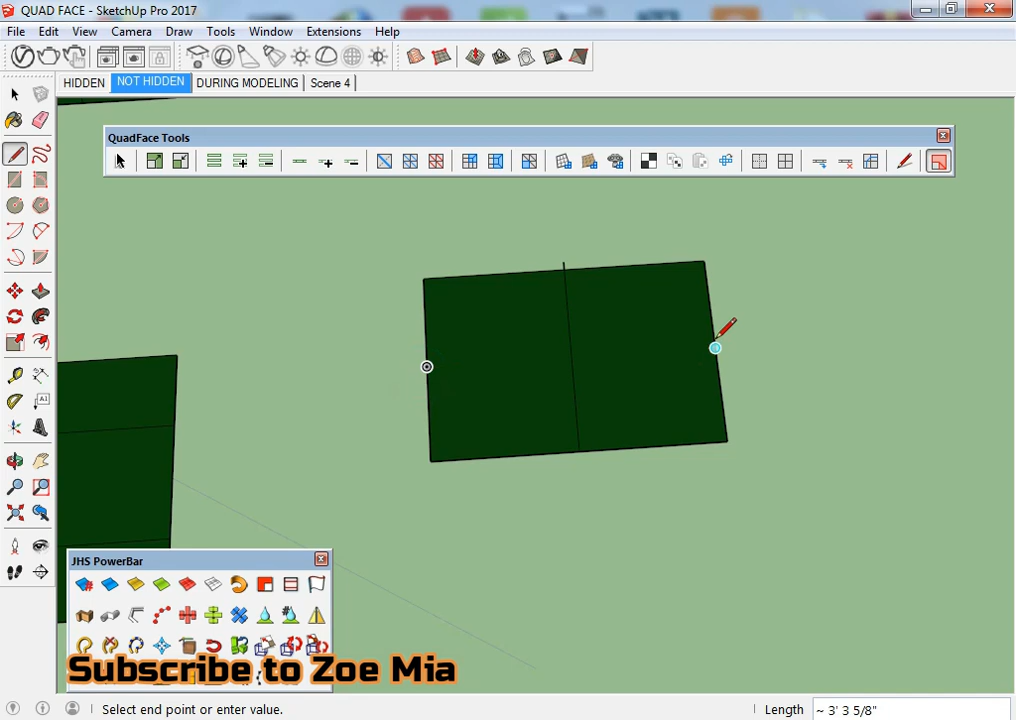 QUAD FACE - SketchUp Pro 2017
File Edit View Camera Draw Tools Window Extensions Help
HIDDEN NOT HIDDEN DURING MODELING Scene 4
QuadFace Tools
JHS PowerBar
Subscribe to Zoe Mia
Select end point or enter value.
Length ~ 3' 3 5/8"